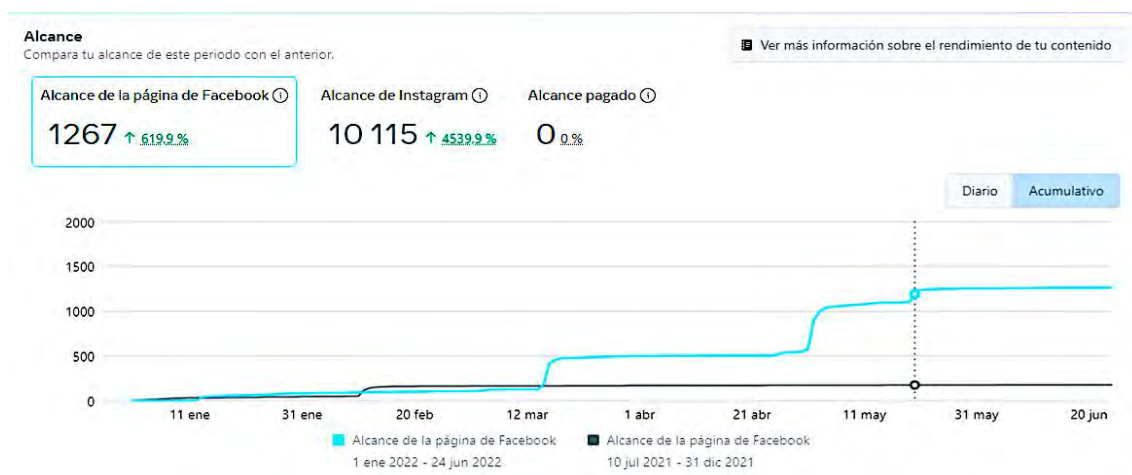 Alcance
Compara tu alcance de este periodo con el anterior.
Ver más información sobre el rendimiento de tu contenido
Alcance de la página de Facebook
1267 ↑ 619,9 %
Alcance de Instagram
10 115 ↑ 4539,9 %
Alcance pagado
0 0 %
Diario Acumulativo
2000
1500
1000
500
0
11 ene 31 ene 20 feb 12 mar 1 abr 21 abr 11 may 31 may 20 jun
Alcance de la página de Facebook
1 ene 2022 - 24 jun 2022
Alcance de la página de Facebook
10 jul 2021 - 31 dic 2021